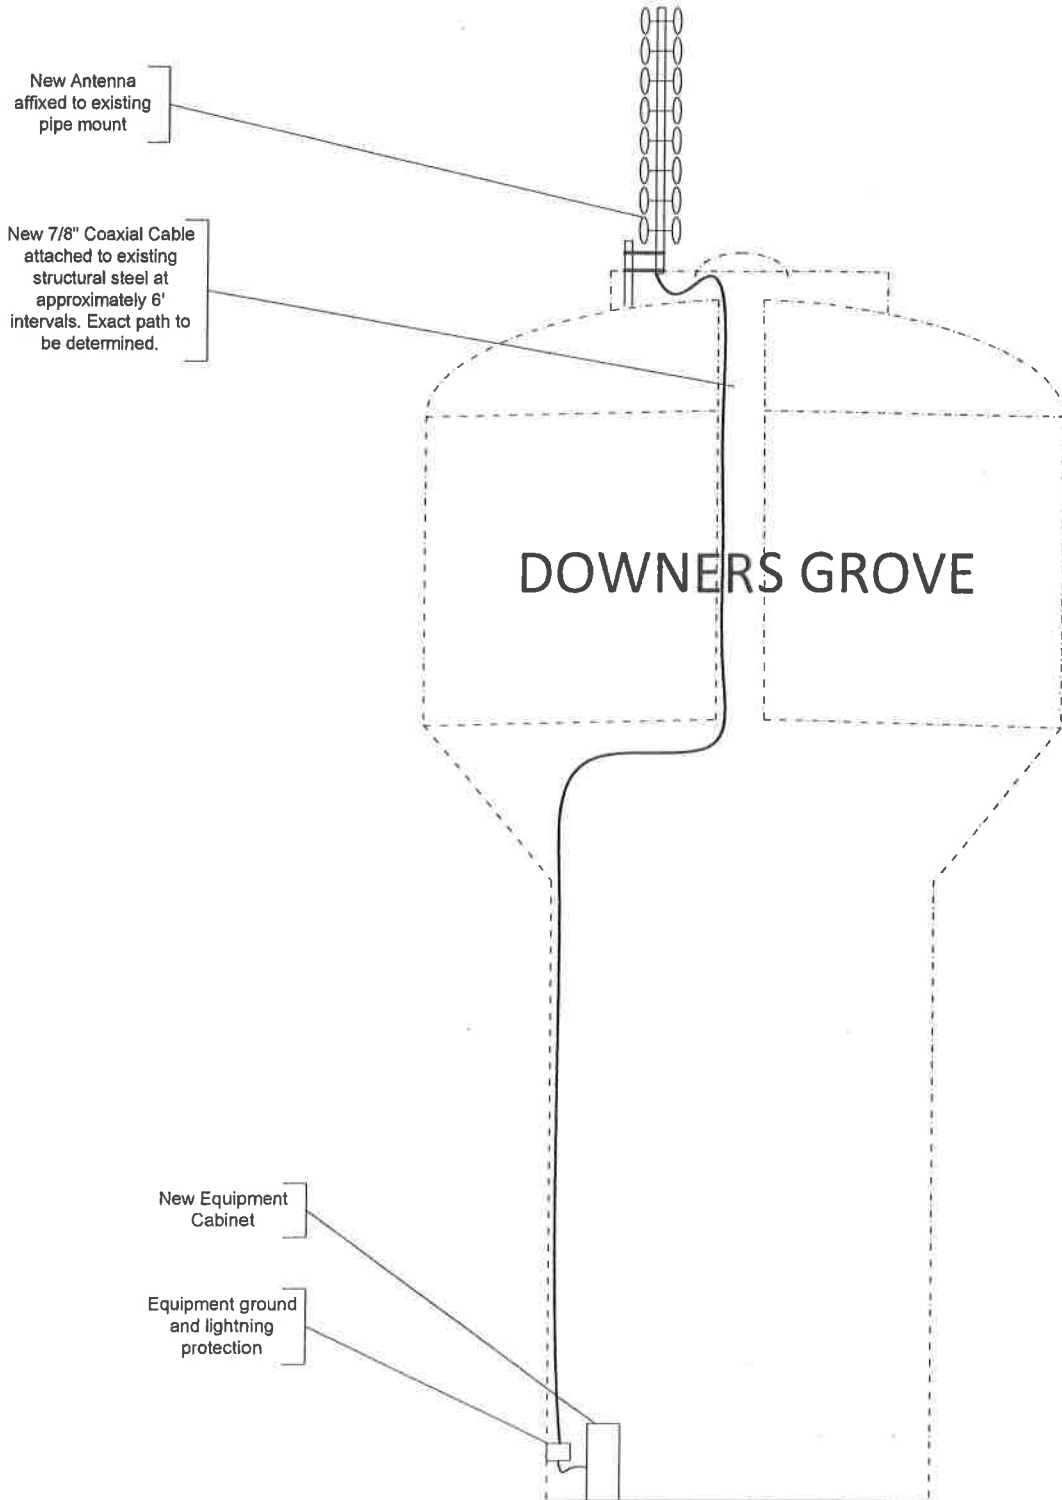 New Antenna
affixed to existing
pipe mount
New 7/8" Coaxial Cable
attached to existing
structural steel at
approximately 6'
intervals. Exact path to
be determined.
DOWNERS GROVE
New Equipment
Cabinet
Equipment ground
and lightning
protection